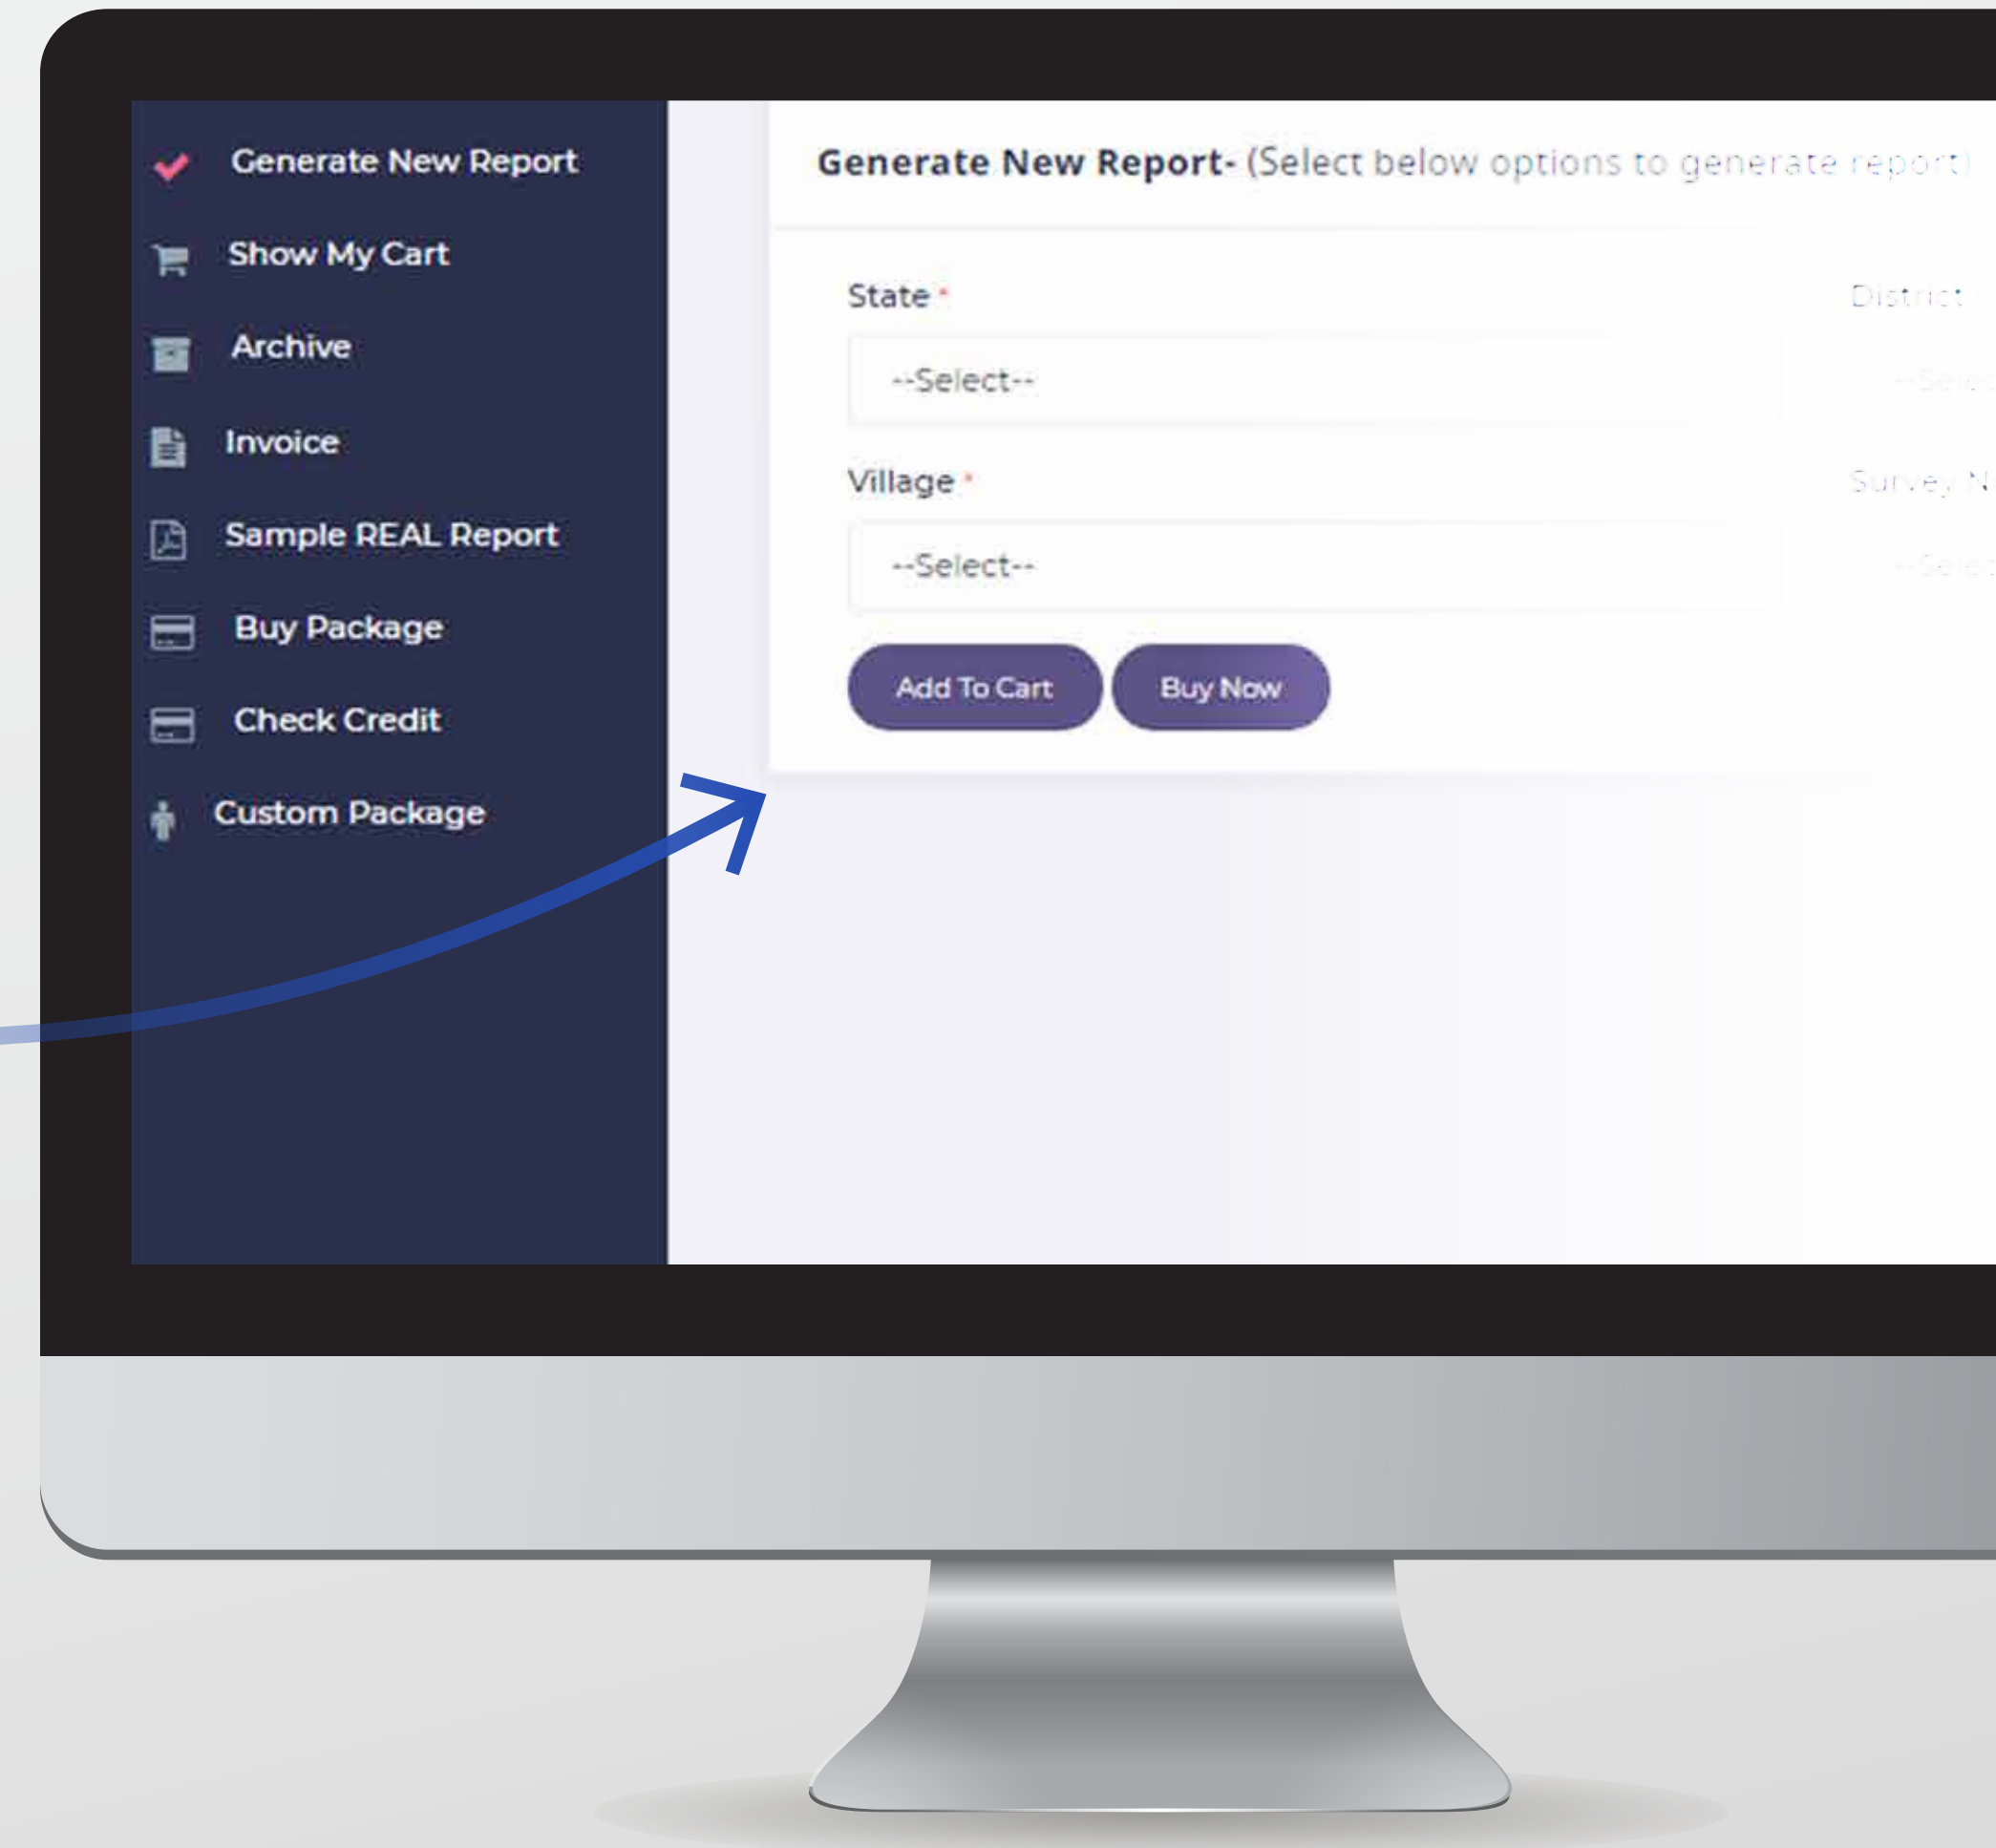 Generate New Report
Show My Cart
Archive
Invoice
Sample REAL Report
Buy Package
Check Credit
Custom Package
Generate New Report- (Select below options to generate report)
State * District
--Select--
Village * Survey
--Select--
Add To Cart Buy Now